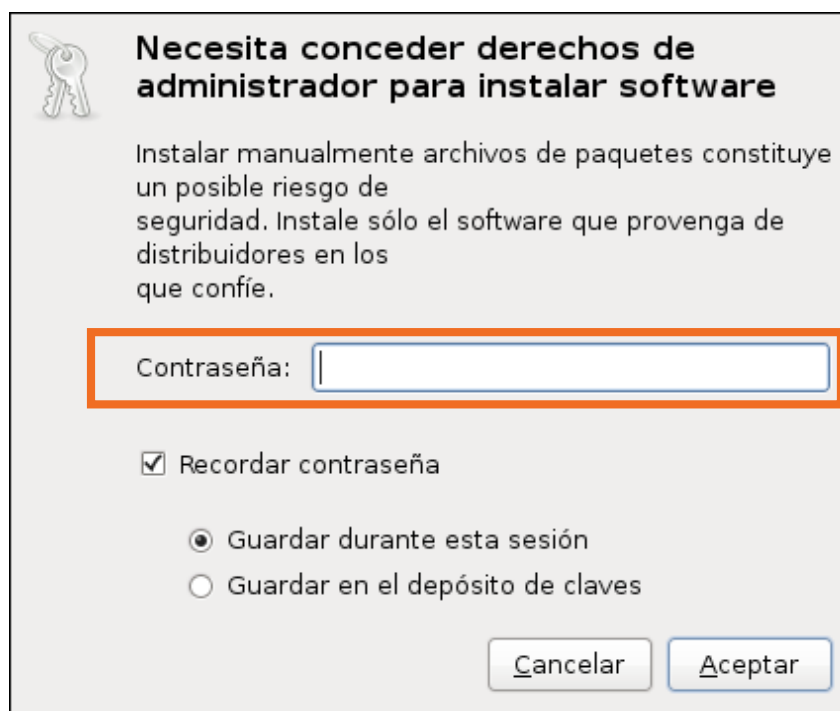 Necesita conceder derechos de
administrador para instalar software
Instalar manualmente archivos de paquetes constituye
un posible riesgo de
seguridad. Instale sólo el software que provenga de
distribuidores en los
que confíe.
Contraseña:
Recordar contraseña
Guardar durante esta sesión
Guardar en el depósito de claves
Cancelar Aceptar